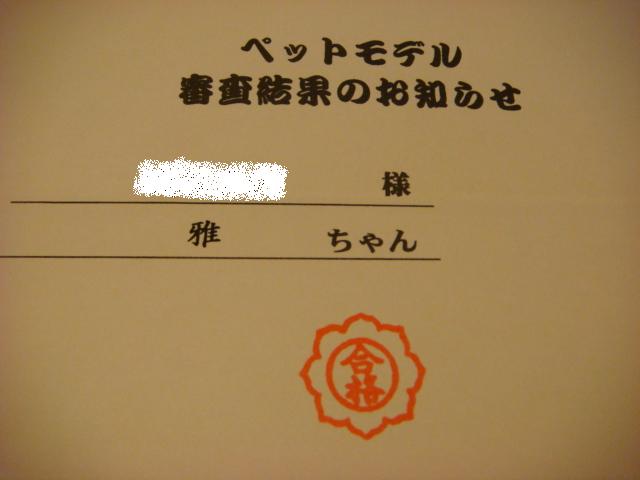 ペットモデル
審査結果のお知らせ
様
雅 ちゃん
合格